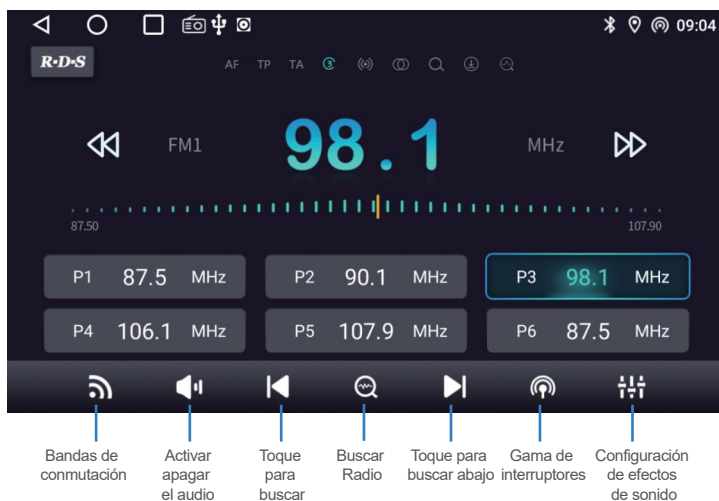 09:04
R·D·S AF TP TA 3
FM1 98.1 MHz
87.50 107.90
P1 87.5 MHz P2 90.1 MHz P3 98.1 MHz
P4 106.1 MHz P5 107.9 MHz P6 87.5 MHz
Bandas de conmutación
Activar apagar el audio
Toque para buscar
Buscar Radio
Toque para buscar abajo
Gama de interruptores
Configuración de efectos de sonido